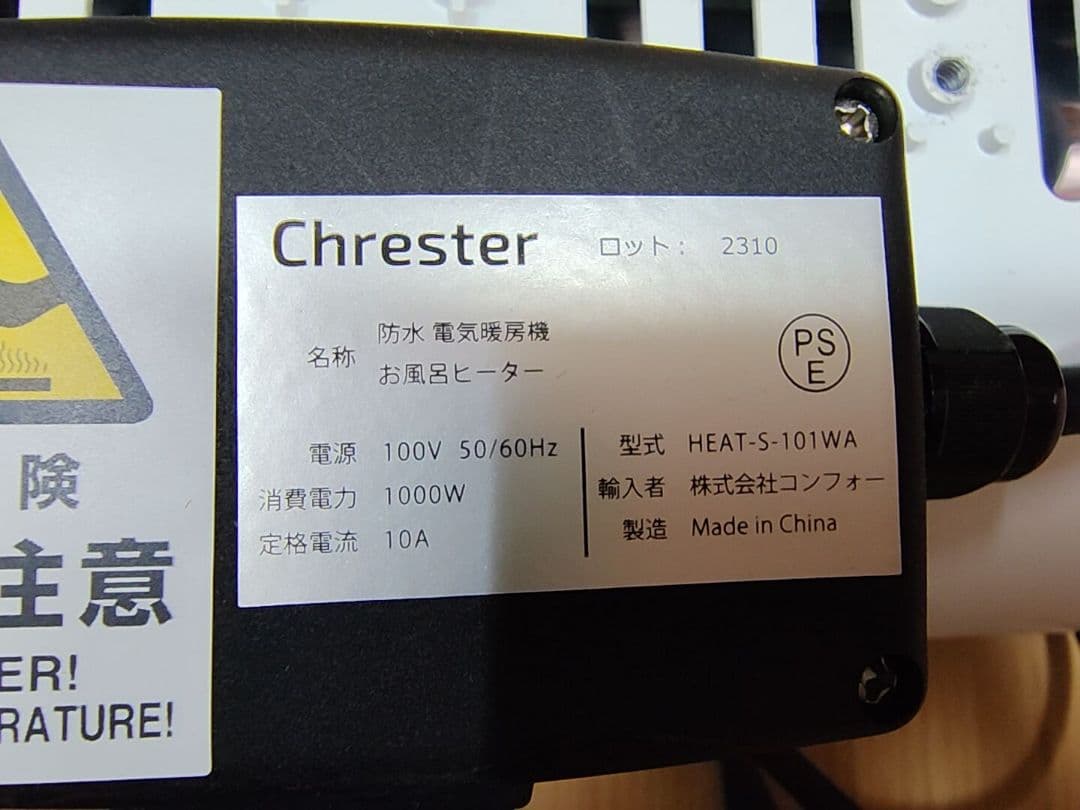 Chrester ロット： 2310
名称 防水 電気暖房機
お風呂ヒーター
PS
E
電源 100V 50/60Hz
消費電力 1000W
定格電流 10A
型式 HEAT-S-101WA
輸入者 株式会社コンフォー
製造 Made in China
険
注意
ER!
RATURE!